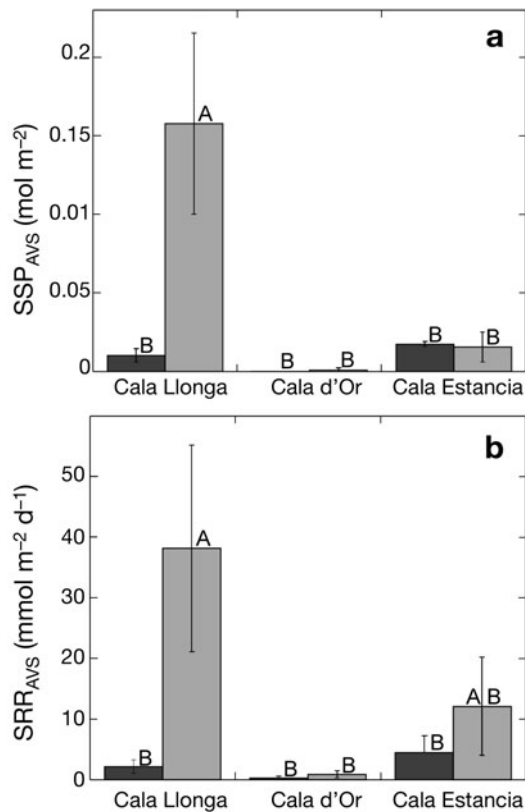 a
0.2
0.15
0.01
0.05
0
SSP_AVS (mol m⁻²)
A
B
B
B
B
B
Cala Llonga
Cala d'Or
Cala Estancia
b
50
40
30
20
10
0
SRR_AVS (mmol m⁻² d⁻¹)
A
B
B
B
B
A B
Cala Llonga
Cala d'Or
Cala Estancia